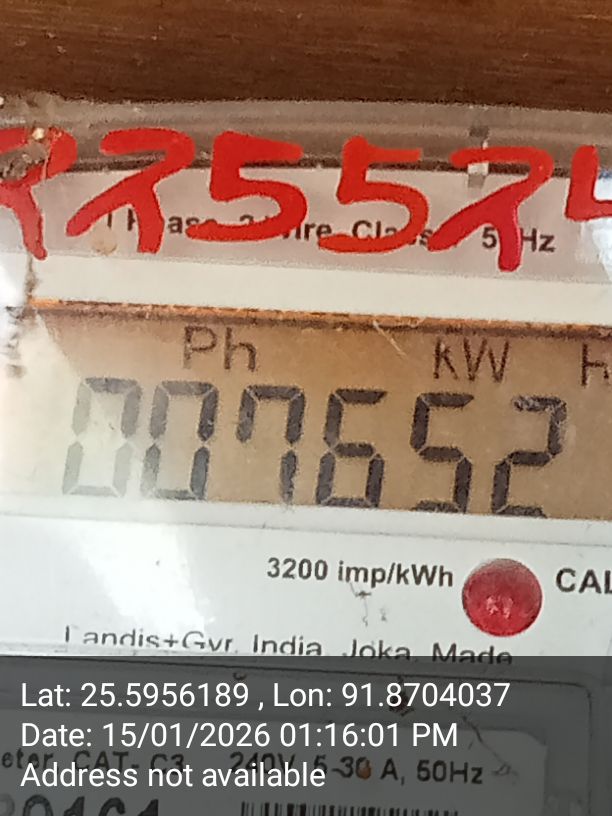 225524
1 Phase 2 Wire Class 50Hz
Ph kW h
007652
3200 imp/kWh CAL
Landis+Gyr, India, Joka, Made
Lat: 25.5956189 , Lon: 91.8704037
Date: 15/01/2026 01:16:01 PM
CAT- C3 240V 5-30 A, 50Hz
Address not available